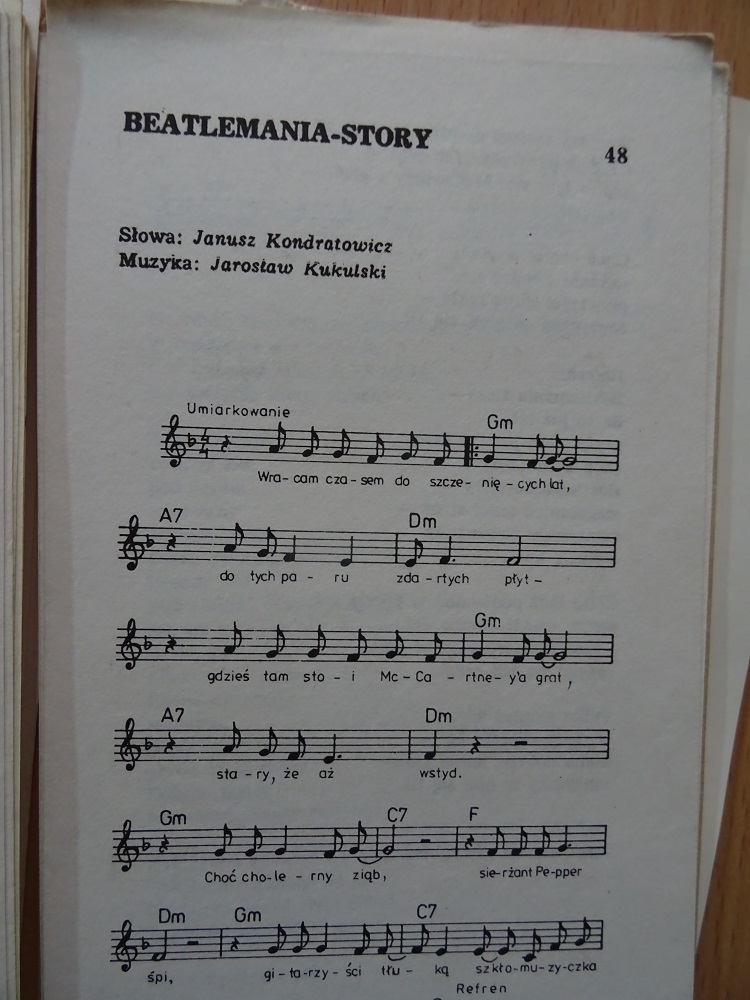 BEATLEMANIA-STORY
48
Słowa: Janusz Kondratowicz
Muzyka: Jarosław Kukulski
Umiarkowanie
Gm
4
4
Wra-cam cza-sem do szcze-nię-cych lat,
A7 Dm
do tych pa-ru zda-rtych płyt-
Gm
gdzieś tam sto-i Mc-Ca-rtne-y'a grat,
A7 Dm
sta-ry, że aż wstyd.
Gm C7 F
Choć cho-le-rny ziąb, sie-rżant Pe-pper
Dm Gm C7
śpi, gi-ta-rzy-ści tłu-ką szkło-mu-zy-czka
Refren